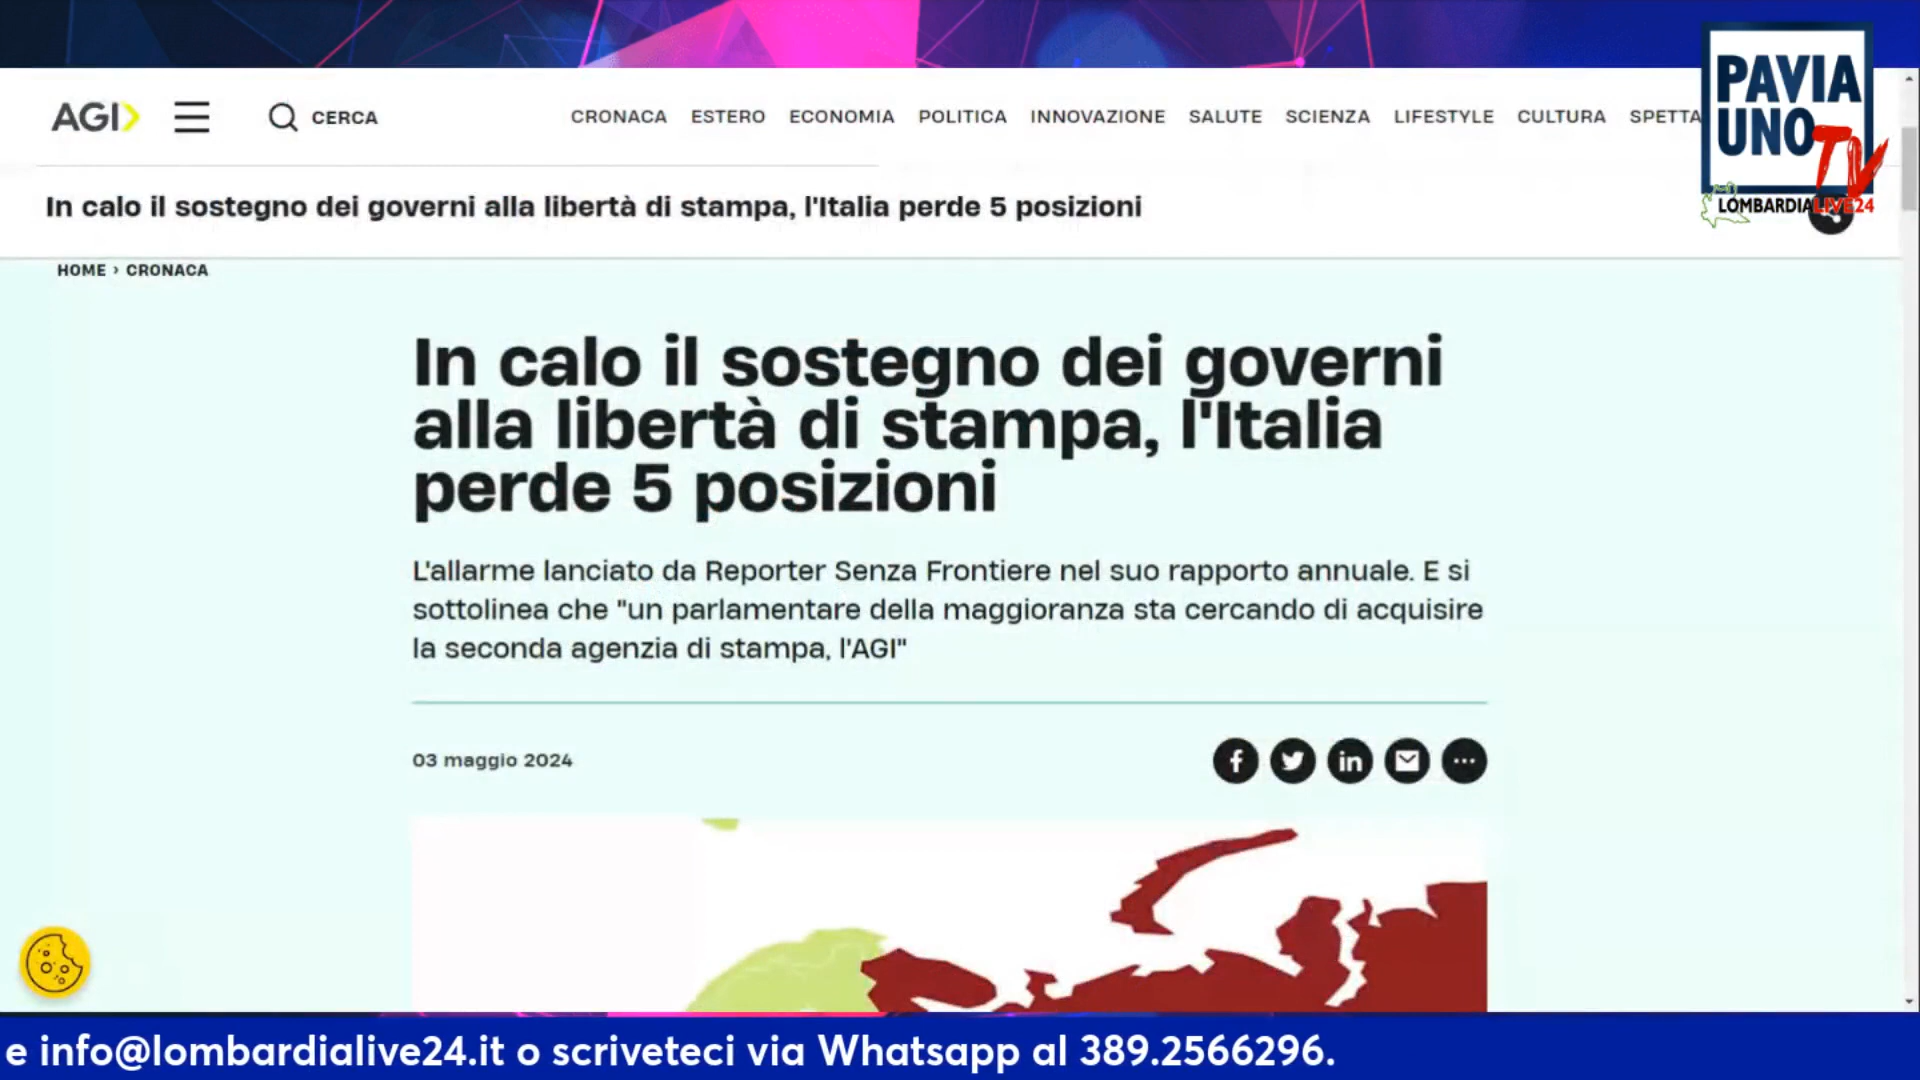 PAVIA
UNO
TV
LOMBARDIALIVE24
AGI
CERCA
CRONACA ESTERO ECONOMIA POLITICA INNOVAZIONE SALUTE SCIENZA LIFESTYLE CULTURA SPETTA
In calo il sostegno dei governi alla libertà di stampa, l'Italia perde 5 posizioni
HOME › CRONACA
In calo il sostegno dei governi
alla libertà di stampa, l'Italia
perde 5 posizioni
L'allarme lanciato da Reporter Senza Frontiere nel suo rapporto annuale. E si
sottolinea che "un parlamentare della maggioranza sta cercando di acquisire
la seconda agenzia di stampa, l'AGI"
03 maggio 2024
e info@lombardialive24.it o scriveteci via Whatsapp al 389.2566296.